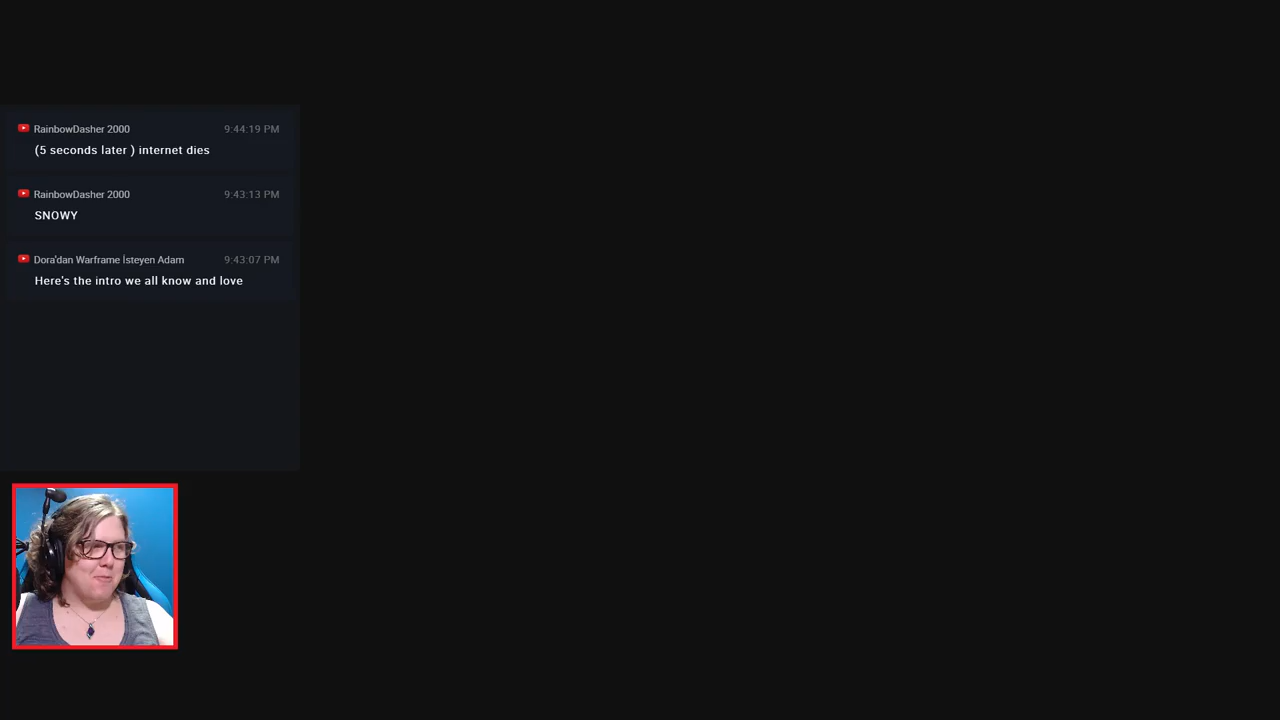 RainbowDasher 2000 9:44:19 PM
(5 seconds later ) internet dies
RainbowDasher 2000 9:43:13 PM
SNOWY
Dora'dan Warframe İsteyen Adam 9:43:07 PM
Here's the intro we all know and love